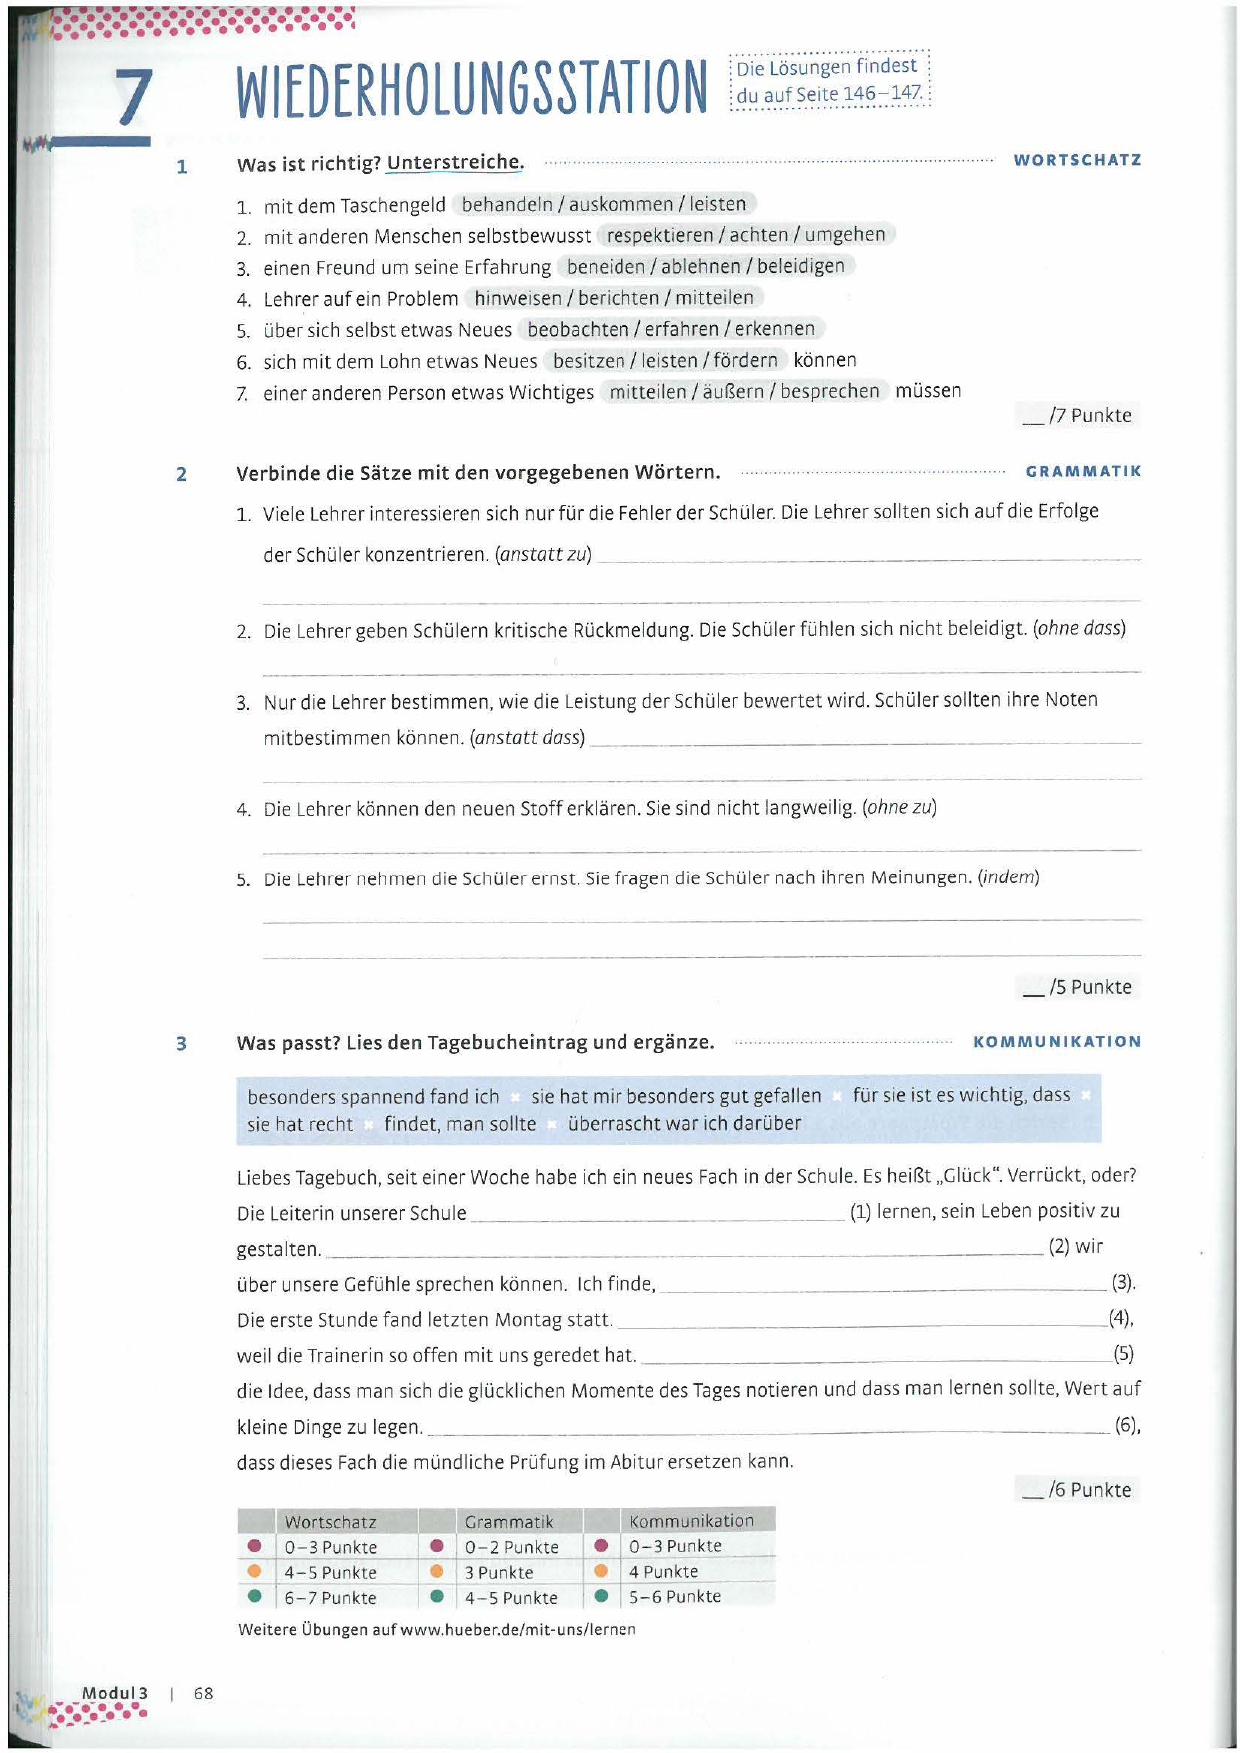 7 WIEDERHOLUNGSSTATION
Die Lösungen findest
du auf Seite 146–147.
1 Was ist richtig? Unterstreiche. WORTSCHATZ
1. mit dem Taschengeld behandeln / auskommen / leisten
2. mit anderen Menschen selbstbewusst respektieren / achten / umgehen
3. einen Freund um seine Erfahrung beneiden / ablehnen / beleidigen
4. Lehrer auf ein Problem hinweisen / berichten / mitteilen
5. über sich selbst etwas Neues beobachten / erfahren / erkennen
6. sich mit dem Lohn etwas Neues besitzen / leisten / fördern können
7. einer anderen Person etwas Wichtiges mitteilen / äußern / besprechen müssen
__ /7 Punkte
2 Verbinde die Sätze mit den vorgegebenen Wörtern. GRAMMATIK
1. Viele Lehrer interessieren sich nur für die Fehler der Schüler. Die Lehrer sollten sich auf die Erfolge
der Schüler konzentrieren. (anstatt zu)
2. Die Lehrer geben Schülern kritische Rückmeldung. Die Schüler fühlen sich nicht beleidigt. (ohne dass)
3. Nur die Lehrer bestimmen, wie die Leistung der Schüler bewertet wird. Schüler sollten ihre Noten
mitbestimmen können. (anstatt dass)
4. Die Lehrer können den neuen Stoff erklären. Sie sind nicht langweilig. (ohne zu)
5. Die Lehrer nehmen die Schüler ernst. Sie fragen die Schüler nach ihren Meinungen. (indem)
__ /5 Punkte
3 Was passt? Lies den Tagebucheintrag und ergänze. KOMMUNIKATION
besonders spannend fand ich × sie hat mir besonders gut gefallen × für sie ist es wichtig, dass ×
sie hat recht × findet, man sollte × überrascht war ich darüber
Liebes Tagebuch, seit einer Woche habe ich ein neues Fach in der Schule. Es heißt „Glück“. Verrückt, oder?
Die Leiterin unserer Schule ____ (1) lernen, sein Leben positiv zu
gestalten. ____ (2) wir
über unsere Gefühle sprechen können. Ich finde, ____ (3).
Die erste Stunde fand letzten Montag statt. ____ (4),
weil die Trainerin so offen mit uns geredet hat. ____ (5)
die Idee, dass man sich die glücklichen Momente des Tages notieren und dass man lernen sollte, Wert auf
kleine Dinge zu legen. ____ (6),
dass dieses Fach die mündliche Prüfung im Abitur ersetzen kann.
__ /6 Punkte
Wortschatz Grammatik Kommunikation
0–3 Punkte 0–2 Punkte 0–3 Punkte
4–5 Punkte 3 Punkte 4 Punkte
6–7 Punkte 4–5 Punkte 5–6 Punkte
Weitere Übungen auf www.hueber.de/mit-uns/lernen
Modul 3 | 68